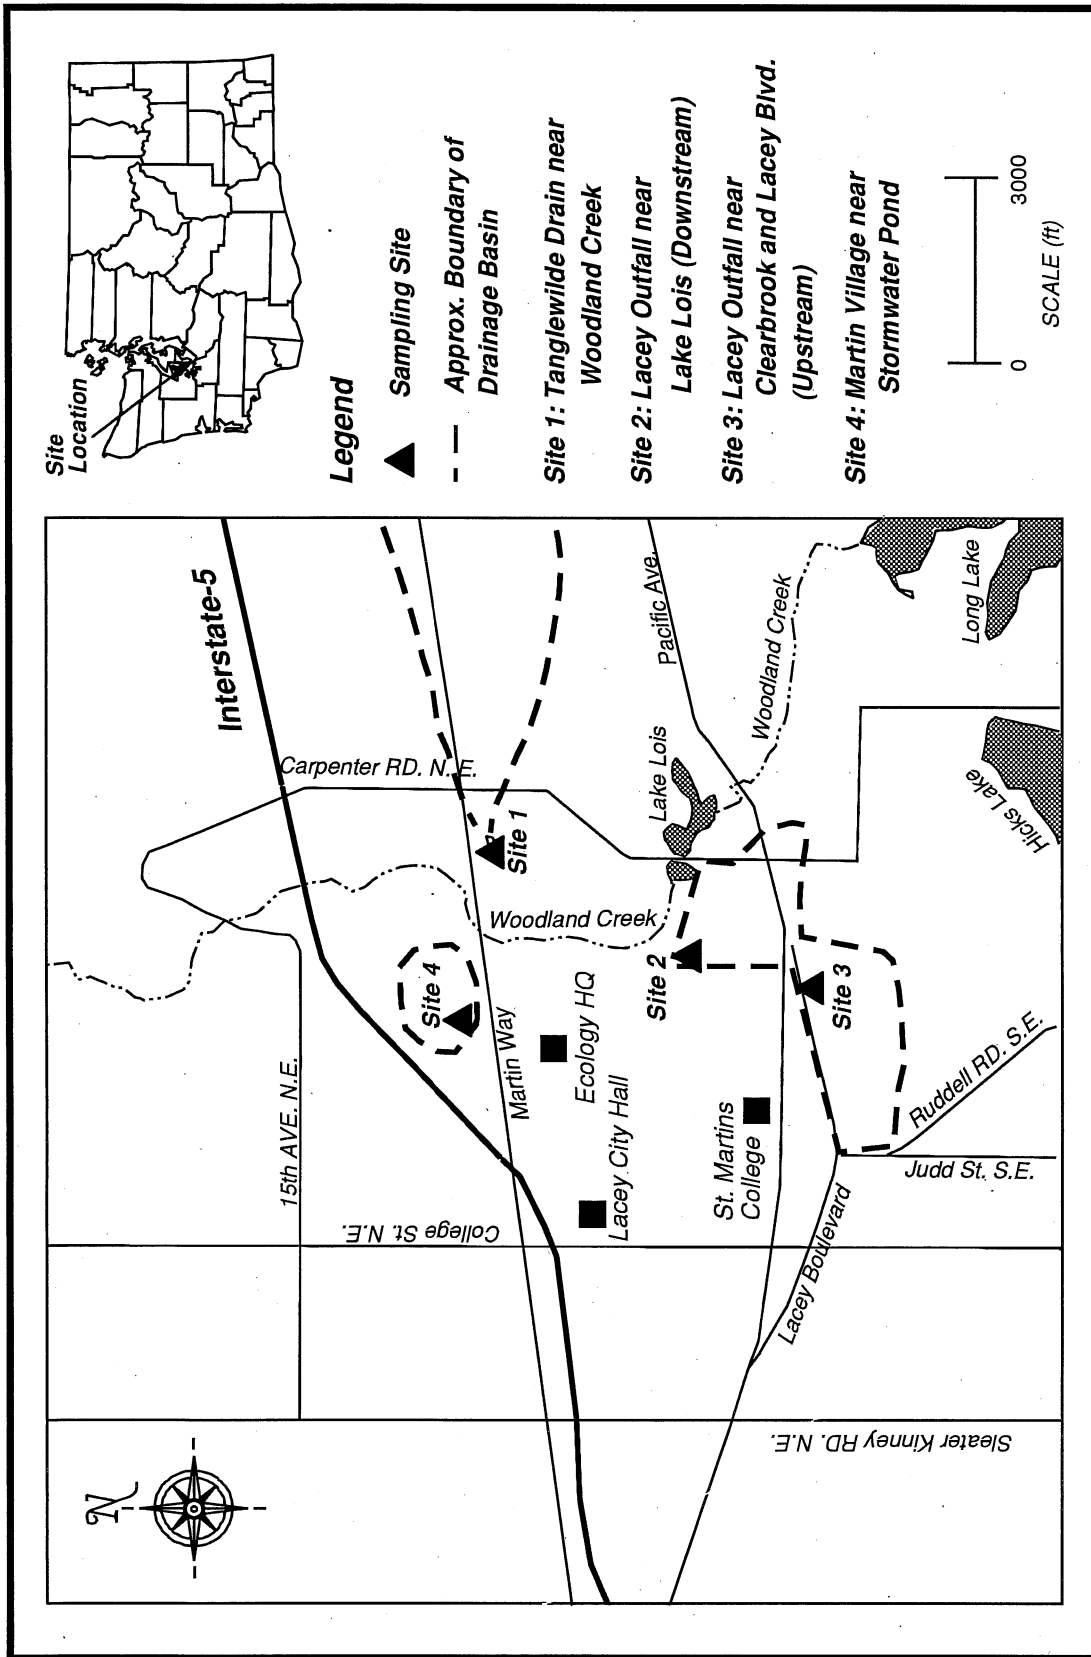 Site
Location
Legend
Sampling Site
Approx. Boundary of
Drainage Basin
Site 1: Tanglewilde Drain near
Woodland Creek
Site 2: Lacey Outfall near
Lake Lois (Downstream)
Site 3: Lacey Outfall near
Clearbrook and Lacey Blvd.
(Upstream)
Site 4: Martin Village near
Stormwater Pond
0
3000
SCALE (ft)
N
Interstate-5
Carpenter RD. N.E.
15th AVE. N.E.
College St. N.E.
Sleater Kinney RD. N.E.
Martin Way
Site 4
Site 1
Woodland Creek
Ecology HQ
Lacey City Hall
Site 2
Lake Lois
Pacific Ave.
Woodland Creek
Long Lake
Hicks Lake
Site 3
St. Martins
College
Lacey Boulevard
Ruddell RD. S.E.
Judd St. S.E.